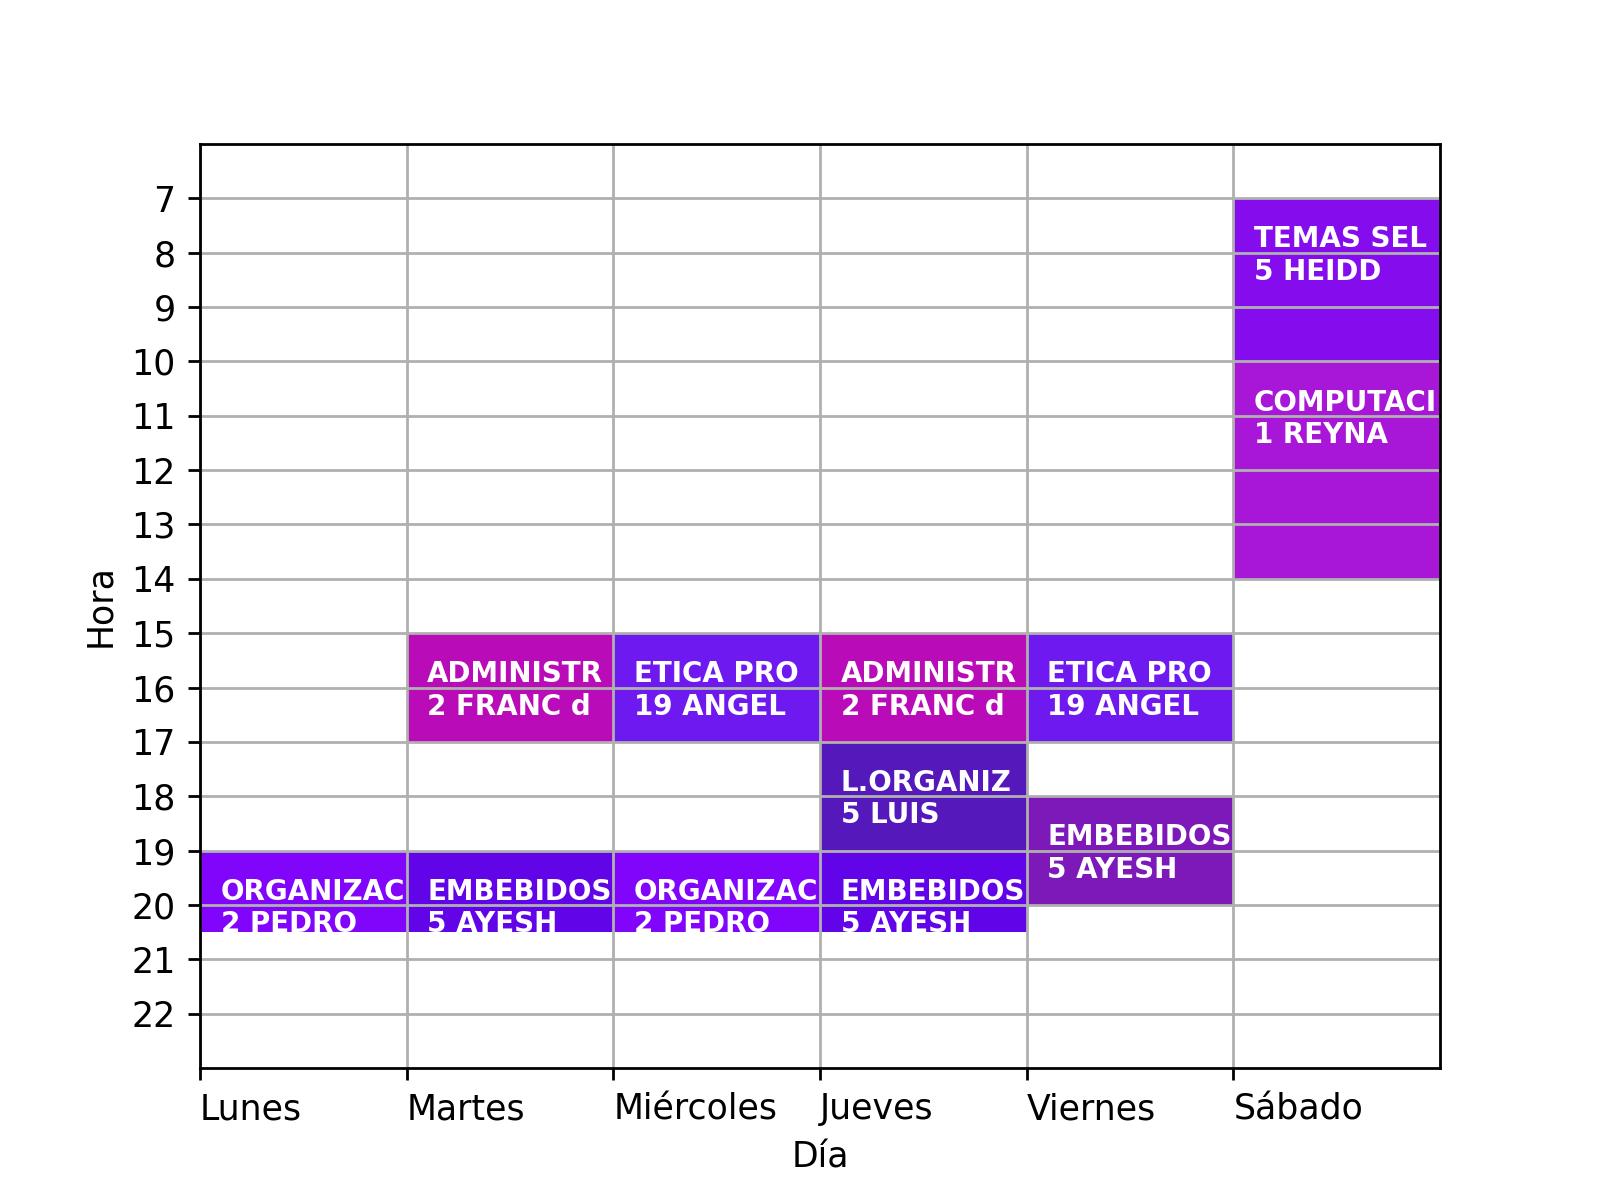 7
8
9
10
11
12
13
14
15
16
17
18
19
20
21
22
Hora
TEMAS SEL
5 HEIDD
COMPUTACI
1 REYNA
ADMINISTR
2 FRANC d
ETICA PRO
19 ANGEL
ADMINISTR
2 FRANC d
ETICA PRO
19 ANGEL
L.ORGANIZ
5 LUIS
EMBEBIDOS
5 AYESH
ORGANIZAC
2 PEDRO
EMBEBIDOS
5 AYESH
ORGANIZAC
2 PEDRO
EMBEBIDOS
5 AYESH
Lunes
Martes
Miércoles
Jueves
Viernes
Sábado
Día